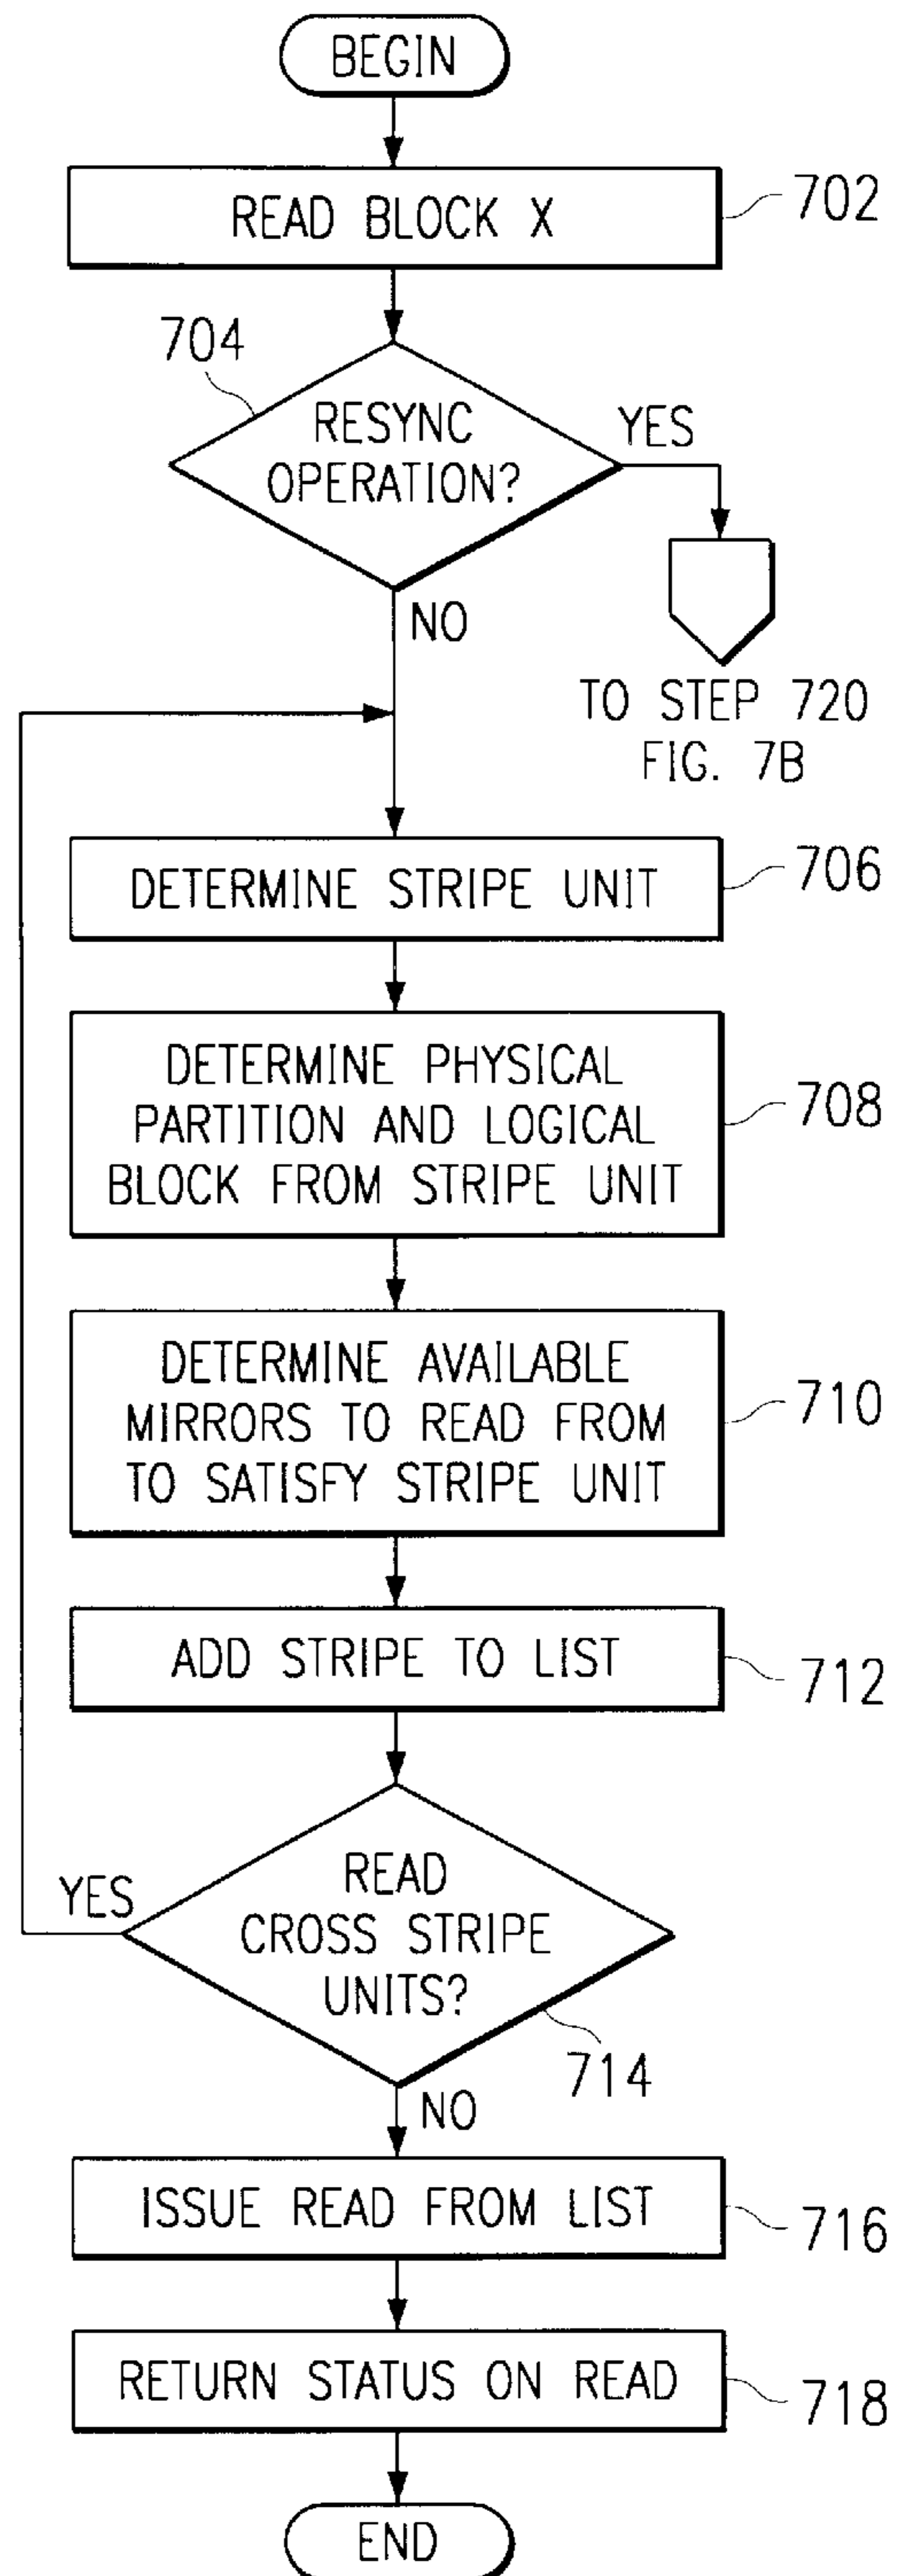 BEGIN
READ BLOCK X
702
704
RESYNC
OPERATION?
YES
NO
TO STEP 720
FIG. 7B
DETERMINE STRIPE UNIT
706
DETERMINE PHYSICAL
PARTITION AND LOGICAL
BLOCK FROM STRIPE UNIT
708
DETERMINE AVAILABLE
MIRRORS TO READ FROM
TO SATISFY STRIPE UNIT
710
ADD STRIPE TO LIST
712
YES
READ
CROSS STRIPE
UNITS?
714
NO
ISSUE READ FROM LIST
716
RETURN STATUS ON READ
718
END